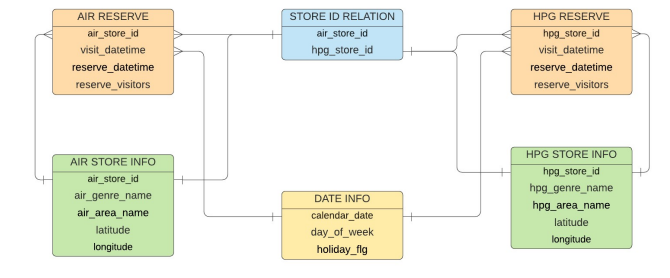 AIR RESERVE
air_store_id
visit_datetime
reserve_datetime
reserve_visitors
STORE ID RELATION
air_store_id
hpg_store_id
HPG RESERVE
hpg_store_id
visit_datetime
reserve_datetime
reserve_visitors
AIR STORE INFO
air_store_id
air_genre_name
air_area_name
latitude
longitude
DATE INFO
calendar_date
day_of_week
holiday_flg
HPG STORE INFO
hpg_store_id
hpg_genre_name
hpg_area_name
latitude
longitude